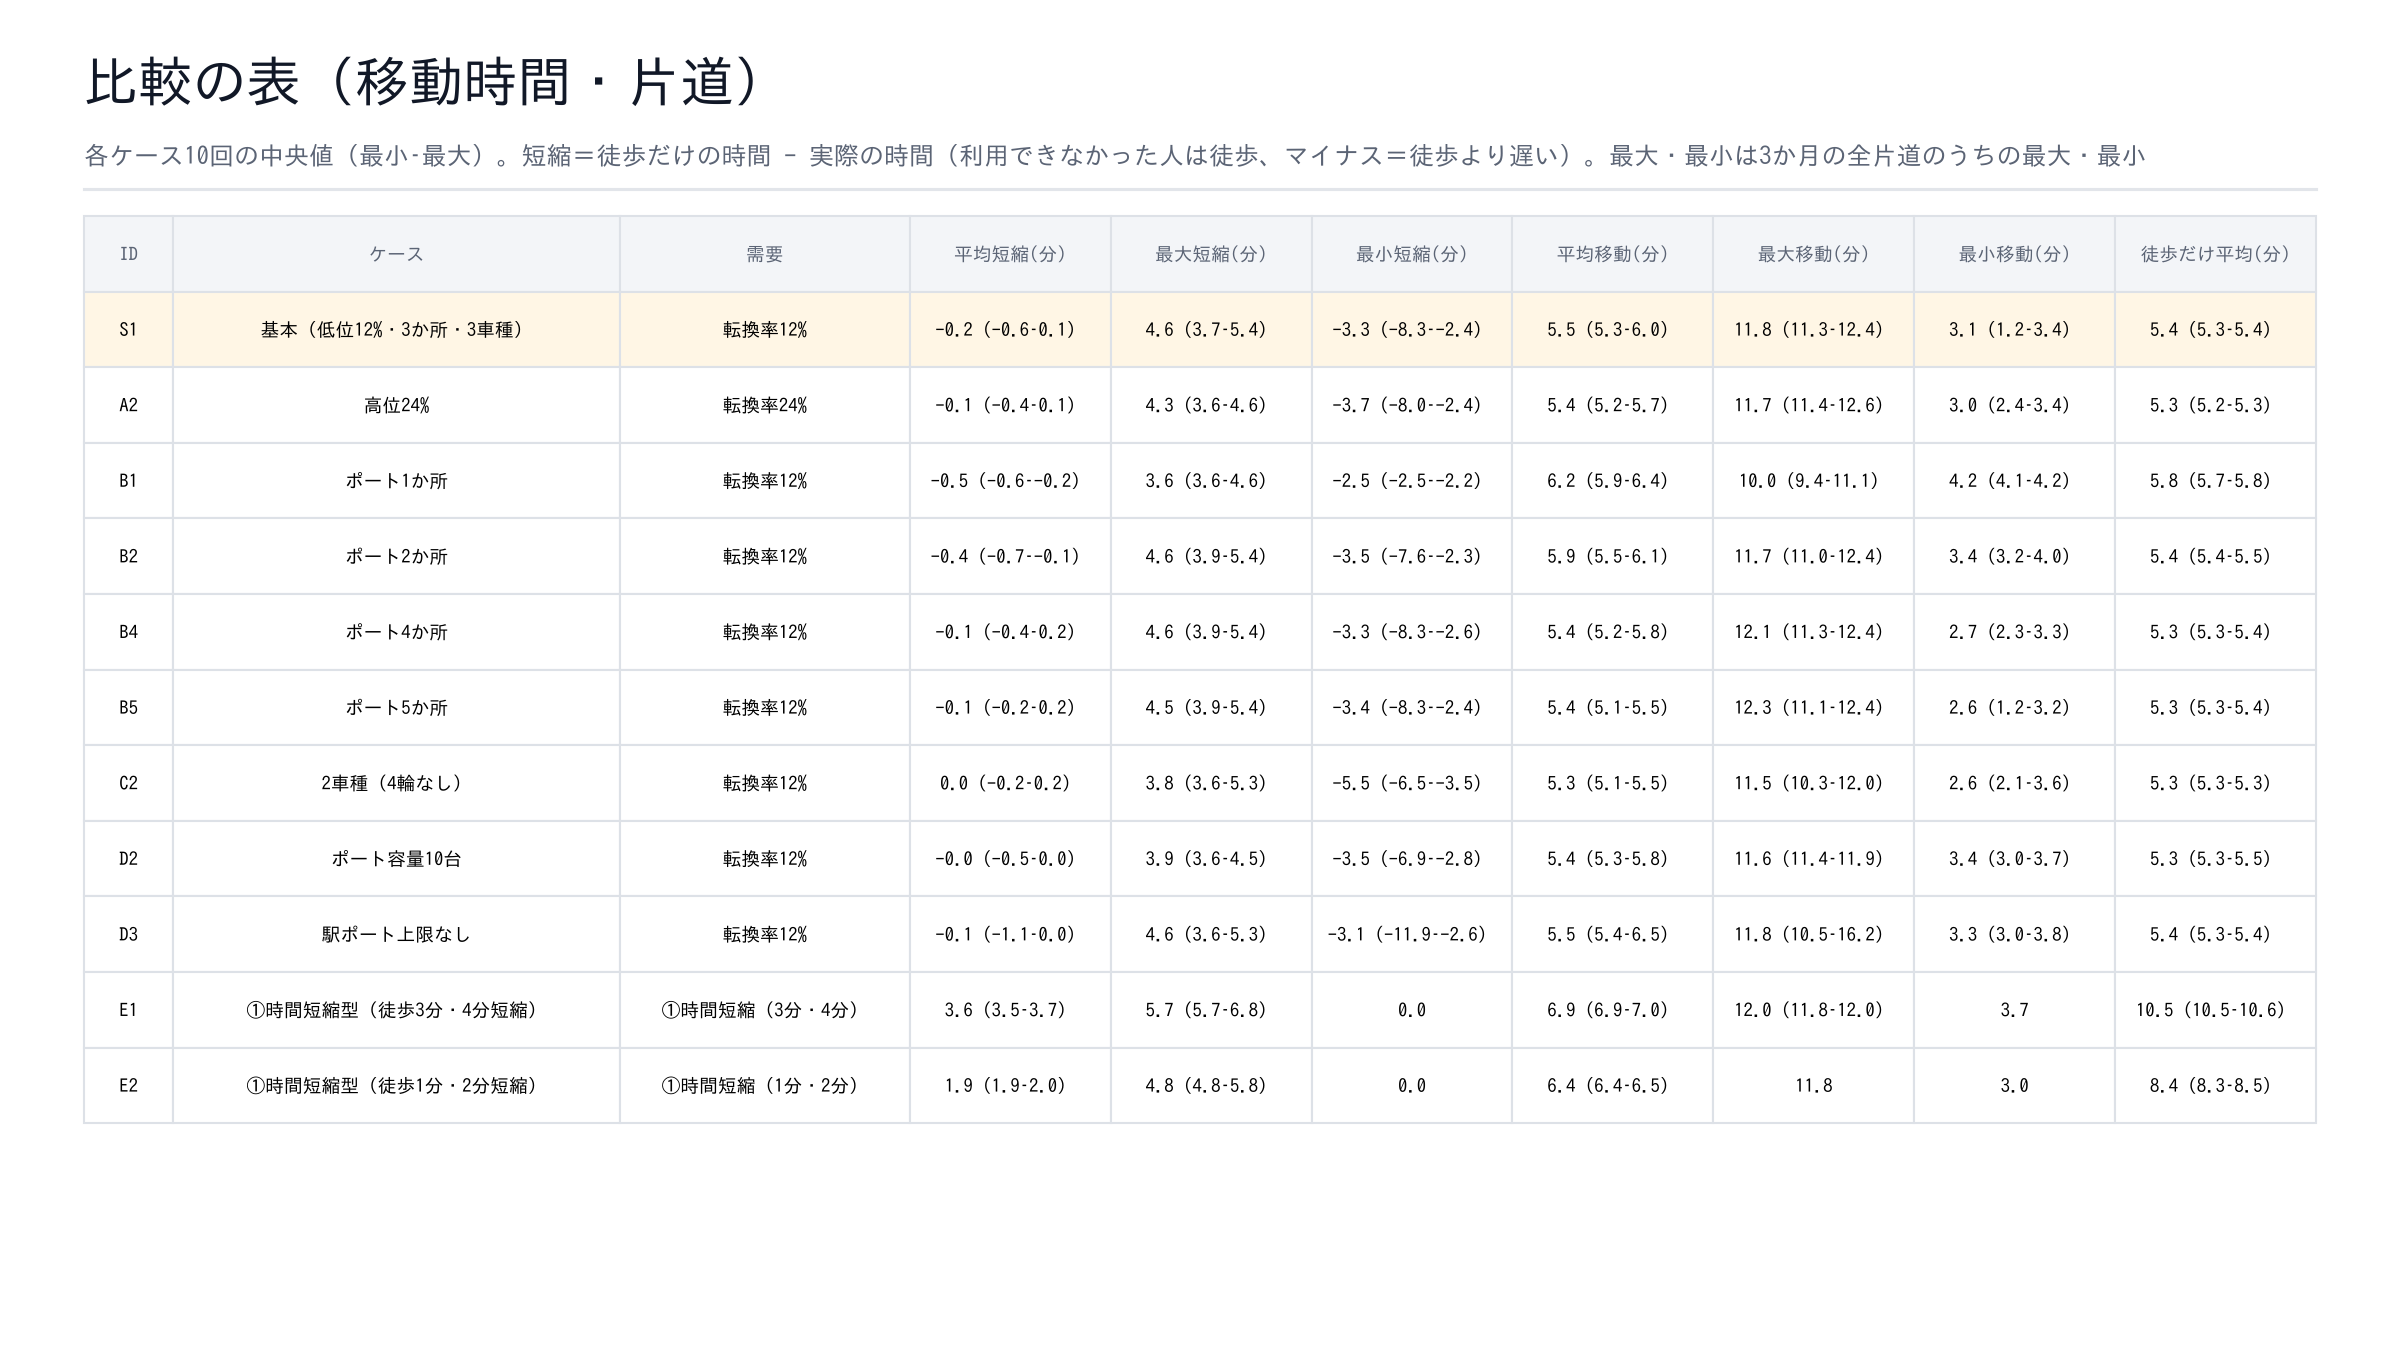 比較の表（移動時間・片道）
各ケース10回の中央値（最小-最大）。短縮＝徒歩だけの時間 − 実際の時間（利用できなかった人は徒歩、マイナス＝徒歩より遅い）。最大・最小は3か月の全片道のうちの最大・最小
ID ケース 需要 平均短縮(分) 最大短縮(分) 最小短縮(分) 平均移動(分) 最大移動(分) 最小移動(分) 徒歩だけ平均(分)
S1 基本（低位12%・3か所・3車種） 転換率12% −0.2 (−0.6-0.1) 4.6 (3.7-5.4) −3.3 (−8.3-−2.4) 5.5 (5.3-6.0) 11.8 (11.3-12.4) 3.1 (1.2-3.4) 5.4 (5.3-5.4)
A2 高位24% 転換率24% −0.1 (−0.4-0.1) 4.3 (3.6-4.6) −3.7 (−8.0-−2.4) 5.4 (5.2-5.7) 11.7 (11.4-12.6) 3.0 (2.4-3.4) 5.3 (5.2-5.3)
B1 ポート1か所 転換率12% −0.5 (−0.6-−0.2) 3.6 (3.6-4.6) −2.5 (−2.5-−2.2) 6.2 (5.9-6.4) 10.0 (9.4-11.1) 4.2 (4.1-4.2) 5.8 (5.7-5.8)
B2 ポート2か所 転換率12% −0.4 (−0.7-−0.1) 4.6 (3.9-5.4) −3.5 (−7.6-−2.3) 5.9 (5.5-6.1) 11.7 (11.0-12.4) 3.4 (3.2-4.0) 5.4 (5.4-5.5)
B4 ポート4か所 転換率12% −0.1 (−0.4-0.2) 4.6 (3.9-5.4) −3.3 (−8.3-−2.6) 5.4 (5.2-5.8) 12.1 (11.3-12.4) 2.7 (2.3-3.3) 5.3 (5.3-5.4)
B5 ポート5か所 転換率12% −0.1 (−0.2-0.2) 4.5 (3.9-5.4) −3.4 (−8.3-−2.4) 5.4 (5.1-5.5) 12.3 (11.1-12.4) 2.6 (1.2-3.2) 5.3 (5.3-5.4)
C2 2車種（4輪なし） 転換率12% 0.0 (−0.2-0.2) 3.8 (3.6-5.3) −5.5 (−6.5-−3.5) 5.3 (5.1-5.5) 11.5 (10.3-12.0) 2.6 (2.1-3.6) 5.3 (5.3-5.3)
D2 ポート容量10台 転換率12% −0.0 (−0.5-0.0) 3.9 (3.6-4.5) −3.5 (−6.9-−2.8) 5.4 (5.3-5.8) 11.6 (11.4-11.9) 3.4 (3.0-3.7) 5.3 (5.3-5.5)
D3 駅ポート上限なし 転換率12% −0.1 (−1.1-0.0) 4.6 (3.6-5.3) −3.1 (−11.9-−2.6) 5.5 (5.4-6.5) 11.8 (10.5-16.2) 3.3 (3.0-3.8) 5.4 (5.3-5.4)
E1 ①時間短縮型（徒歩3分・4分短縮） ①時間短縮（3分・4分） 3.6 (3.5-3.7) 5.7 (5.7-6.8) 0.0 6.9 (6.9-7.0) 12.0 (11.8-12.0) 3.7 10.5 (10.5-10.6)
E2 ①時間短縮型（徒歩1分・2分短縮） ①時間短縮（1分・2分） 1.9 (1.9-2.0) 4.8 (4.8-5.8) 0.0 6.4 (6.4-6.5) 11.8 3.0 8.4 (8.3-8.5)